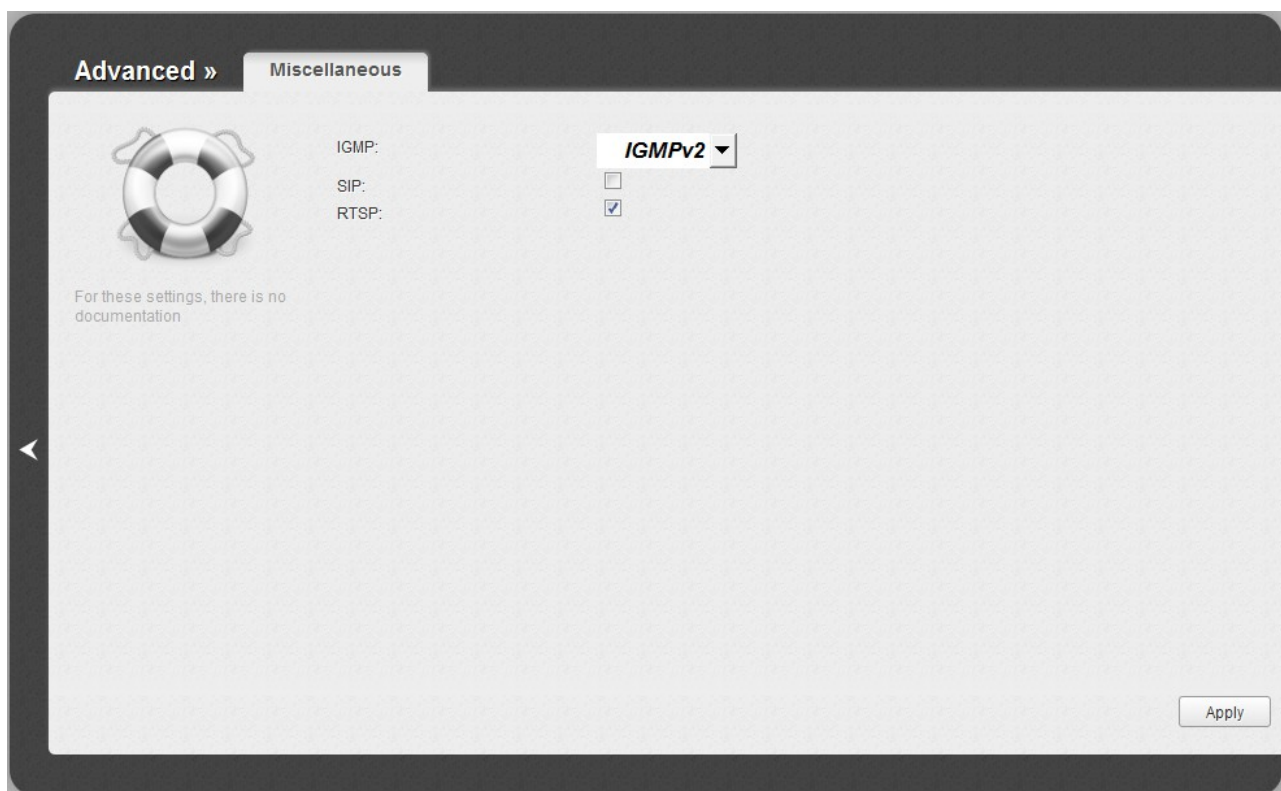 Advanced »
Miscellaneous
IGMP:
IGMPv2
SIP:
RTSP:
For these settings, there is no
documentation
Apply